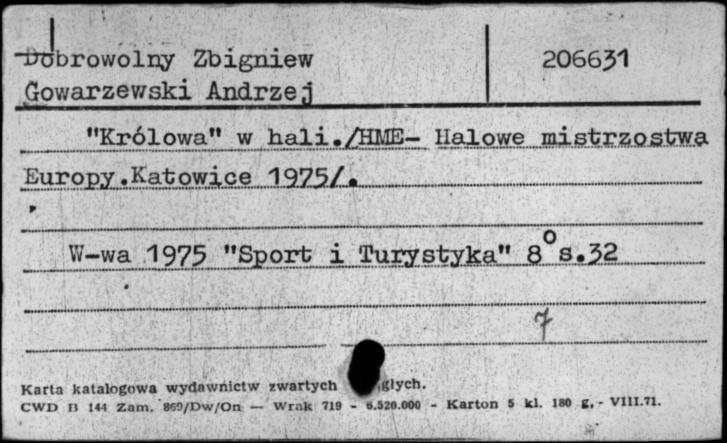 Dobrowolny Zbigniew 206631
Gowarzewski Andrzej
"Królowa" w hali./HME- Halowe mistrzostwa
Europy.Katowice 1975/.
W-wa 1975 "Sport i Turystyka" 8° s.32
7
Karta katalogowa wydawnictw zwartych głych.
CWD B 144 Zam. 869/Dw/On — Wrak 719 - 6.520.000 - Karton 5 kl. 180 g. - VIII.71.